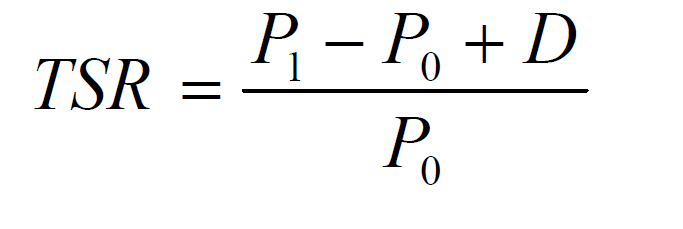 TSR = (P₁ − P₀ + D) / P₀